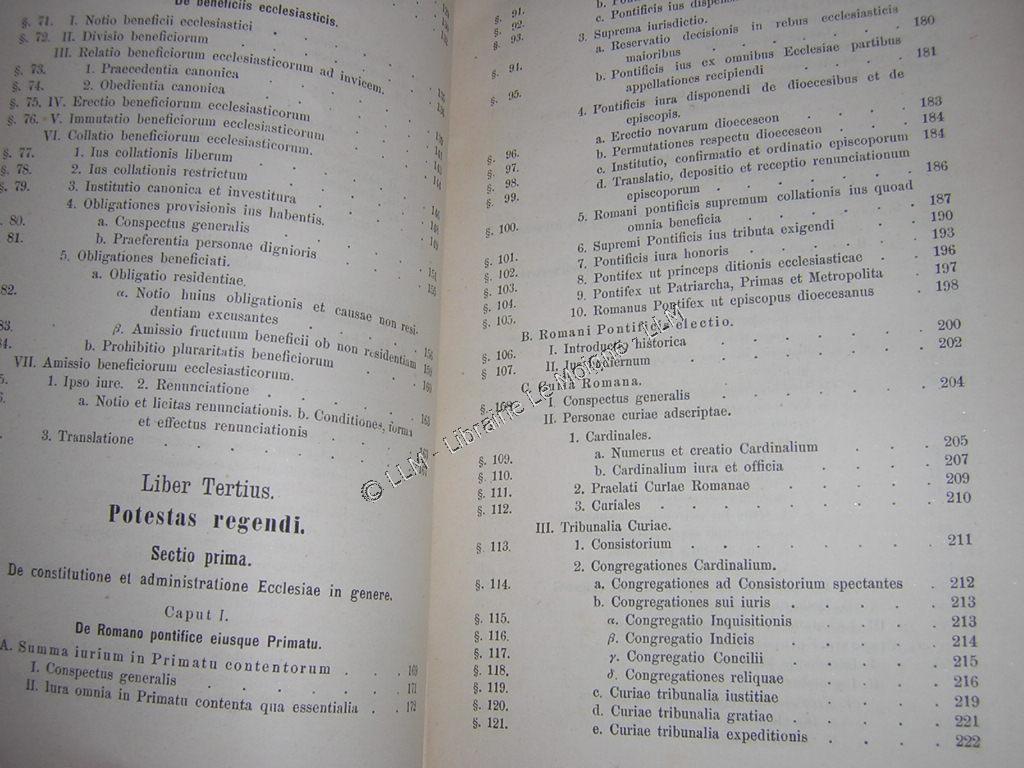 De beneficiis ecclesiasticis.
§. 71. I. Notio beneficii ecclesiastici
§. 72. II. Divisio beneficiorum
III. Relatio beneficiorum ecclesiasticorum ad invicem.
§. 73. 1. Praecedentia canonica
§. 74. 2. Obedientia canonica
§. 75. IV. Erectio beneficiorum ecclesiasticorum
§. 76. V. Immutatio beneficiorum ecclesiasticorum
VI. Collatio beneficiorum ecclesiasticorum.
§. 77. 1. Ius collationis liberum
§. 78. 2. Ius collationis restrictum
§. 79. 3. Institutio canonica et investitura
4. Obligationes provisionis ius habentis.
80. a. Conspectus generalis
81. b. Praeferentia personae dignioris
5. Obligationes beneficiati.
a. Obligatio residentiae.
82. α. Notio huius obligationis et causae non resi-
dentiam excusantes
83. β. Amissio fructuum beneficii ob non residentiam
b. Prohibitio pluraritatis beneficiorum
VII. Amissio beneficiorum ecclesiasticorum.
1. Ipso iure. 2. Renunciatione
a. Notio et licitas renunciationis. b. Conditiones, forma
et effectus renunciationis
3. Translatione
Liber Tertius.
Potestas regendi.
Sectio prima.
De constitutione et administratione Ecclesiae in genere.
Caput I.
De Romano pontifice eiusque Primatu.
A. Summa iurium in Primatu contentorum . . . 169
I. Conspectus generalis . . . 171
II. Iura omnia in Primatu contenta qua essentialia . . 172
§. 91.
§. 92. c. Pontificis ius
§. 93. 3. Suprema iurisdictio.
a. Reservatio decisionis in rebus ecclesiasticis
§. 94. maioribus . . . 180
b. Pontificis ius ex omnibus Ecclesiae partibus
§. 95. appellationes recipiendi . . . 181
4. Pontificis iura disponendi de dioecesibus et de
episcopis.
§. 96. a. Erectio novarum dioeceseon . . . 183
§. 97. b. Permutationes respectu dioeceseon . . . 184
§. 98. c. Institutio, confirmatio et ordinatio episcoporum 184
§. 99. d. Translatio, depositio et receptio renunciationum
episcoporum . . . 186
§. 100. 5. Romani pontificis supremum collationis ius quoad
omnia beneficia . . . 187
§. 101. 6. Supremi Pontificis ius tributa exigendi . . . 190
§. 102. 7. Pontificis iura honoris . . . 193
§. 103. 8. Pontifex ut princeps ditionis ecclesiasticae . . 196
§. 104. 9. Pontifex ut Patriarcha, Primas et Metropolita . 197
§. 105. 10. Romanus Pontifex ut episcopus dioecesanus . 198
B. Romani Pontificis electio.
§. 106. I. Introductio historica . . . 200
§ 107. II. Ius hodiernum . . . 202
C. Curia Romana.
§. 108. I. Conspectus generalis . . . 204
II. Personae curiae adscriptae.
1. Cardinales.
§. 109. a. Numerus et creatio Cardinalium . . . 205
§. 110. b. Cardinalium iura et officia . . . 207
§. 111. 2. Praelati Curiae Romanae . . . 209
§. 112. 3. Curiales . . . 210
III. Tribunalia Curiae.
§. 113. 1. Consistorium . . . 211
2. Congregationes Cardinalium.
§. 114. a. Congregationes ad Consistorium spectantes . 212
b. Congregationes sui iuris . . . 213
§. 115. α. Congregatio Inquisitionis . . . 213
§. 116. β. Congregatio Indicis . . . 214
§. 117. γ. Congregatio Concilii . . . 215
§. 118. δ. Congregationes reliquae . . . 216
§. 119. c. Curiae tribunalia iustitiae . . . 219
§. 120. d. Curiae tribunalia gratiae . . . 221
§. 121. e. Curiae tribunalia expeditionis . . . 222
© LLM - Librairie Le Moigne - LLM